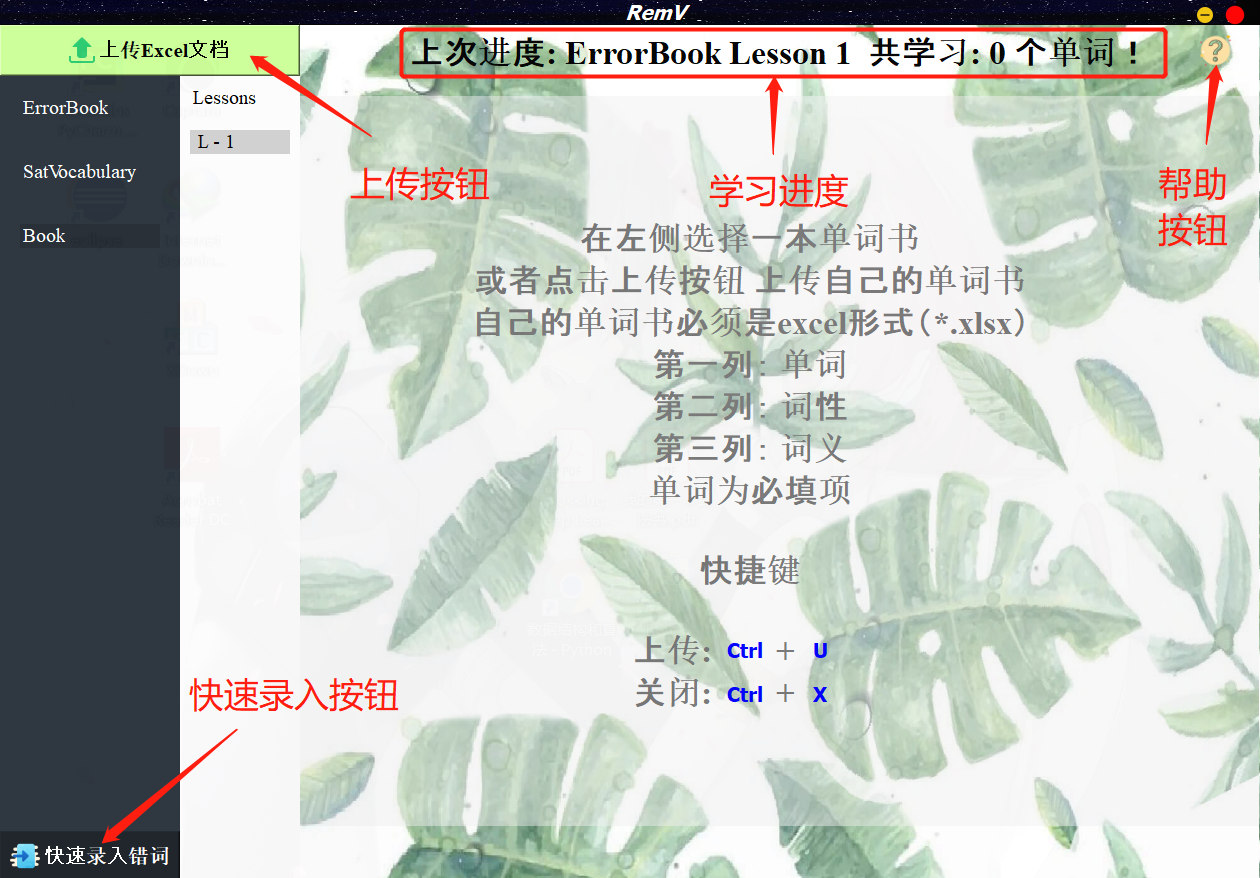 RemV
上传Excel文档
上次进度: ErrorBook Lesson 1 共学习: 0 个单词！
?
ErrorBook
SatVocabulary
Book
Lessons
L - 1
上传按钮
学习进度
帮助
按钮
在左侧选择一本单词书
或者点击上传按钮 上传自己的单词书
自己的单词书必须是excel形式(*.xlsx)
第一列: 单词
第二列: 词性
第三列: 词义
单词为必填项
快捷键
上传: Ctrl + U
关闭: Ctrl + X
快速录入按钮
快速录入错词